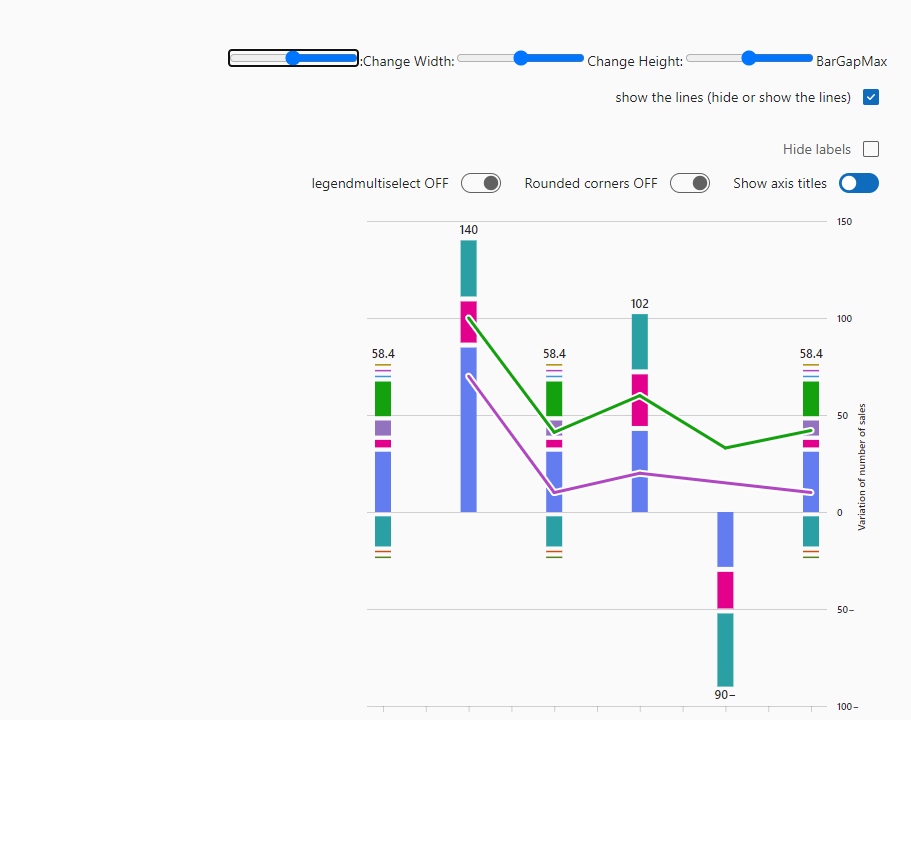 :Change Width: Change Height: BarGapMax
show the lines (hide or show the lines)
Hide labels
legendmultiselect OFF Rounded corners OFF Show axis titles
150
140
100
102
58.4 58.4 58.4
50
Variation of number of sales
0
50−
90−
100−